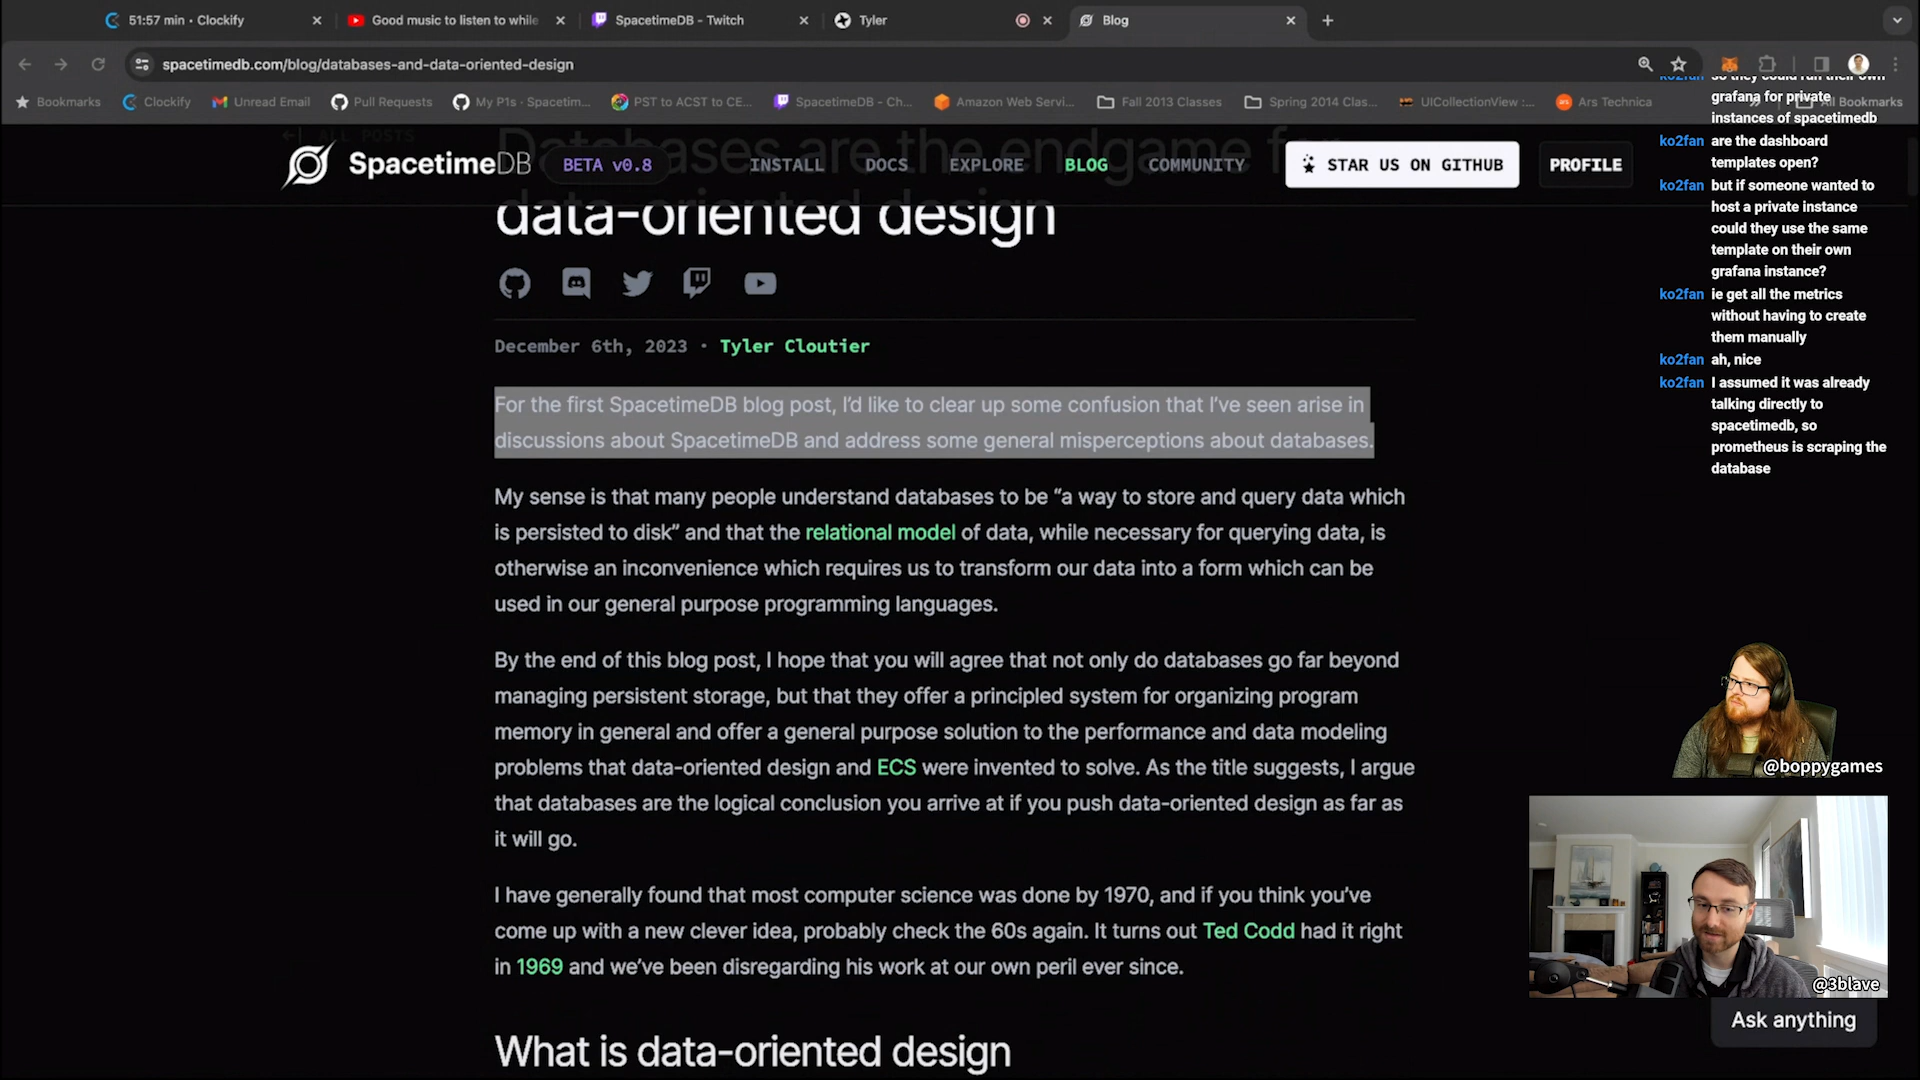 51:57 min · Clockify
Good music to listen to while
SpacetimeDB - Twitch
Tyler
Blog
spacetimedb.com/blog/databases-and-data-oriented-design
Bookmarks
Clockify
Unread Email
Pull Requests
My P1s · Spacetim...
PST to ACST to CE...
SpacetimeDB - Ch...
Amazon Web Servi...
Fall 2013 Classes
Spring 2014 Clas...
UICollectionView :...
Ars Technica
All Bookmarks
ALL POSTS
Databases are the endgame for
SpacetimeDB
BETA v0.8
INSTALL
DOCS
EXPLORE
BLOG
COMMUNITY
STAR US ON GITHUB
PROFILE
data-oriented design
December 6th, 2023 · Tyler Cloutier
For the first SpacetimeDB blog post, I’d like to clear up some confusion that I’ve seen arise in
discussions about SpacetimeDB and address some general misperceptions about databases.
My sense is that many people understand databases to be “a way to store and query data which
is persisted to disk” and that the relational model of data, while necessary for querying data, is
otherwise an inconvenience which requires us to transform our data into a form which can be
used in our general purpose programming languages.
By the end of this blog post, I hope that you will agree that not only do databases go far beyond
managing persistent storage, but that they offer a principled system for organizing program
memory in general and offer a general purpose solution to the performance and data modeling
problems that data-oriented design and ECS were invented to solve. As the title suggests, I argue
that databases are the logical conclusion you arrive at if you push data-oriented design as far as
it will go.
I have generally found that most computer science was done by 1970, and if you think you’ve
come up with a new clever idea, probably check the 60s again. It turns out Ted Codd had it right
in 1969 and we’ve been disregarding his work at our own peril ever since.
What is data-oriented design
ko2fan so they could run their own
grafana for private
instances of spacetimedb
ko2fan are the dashboard
templates open?
ko2fan but if someone wanted to
host a private instance
could they use the same
template on their own
grafana instance?
ko2fan ie get all the metrics
without having to create
them manually
ko2fan ah, nice
ko2fan I assumed it was already
talking directly to
spacetimedb, so
prometheus is scraping the
database
@boppygames
@3blave
Ask anything